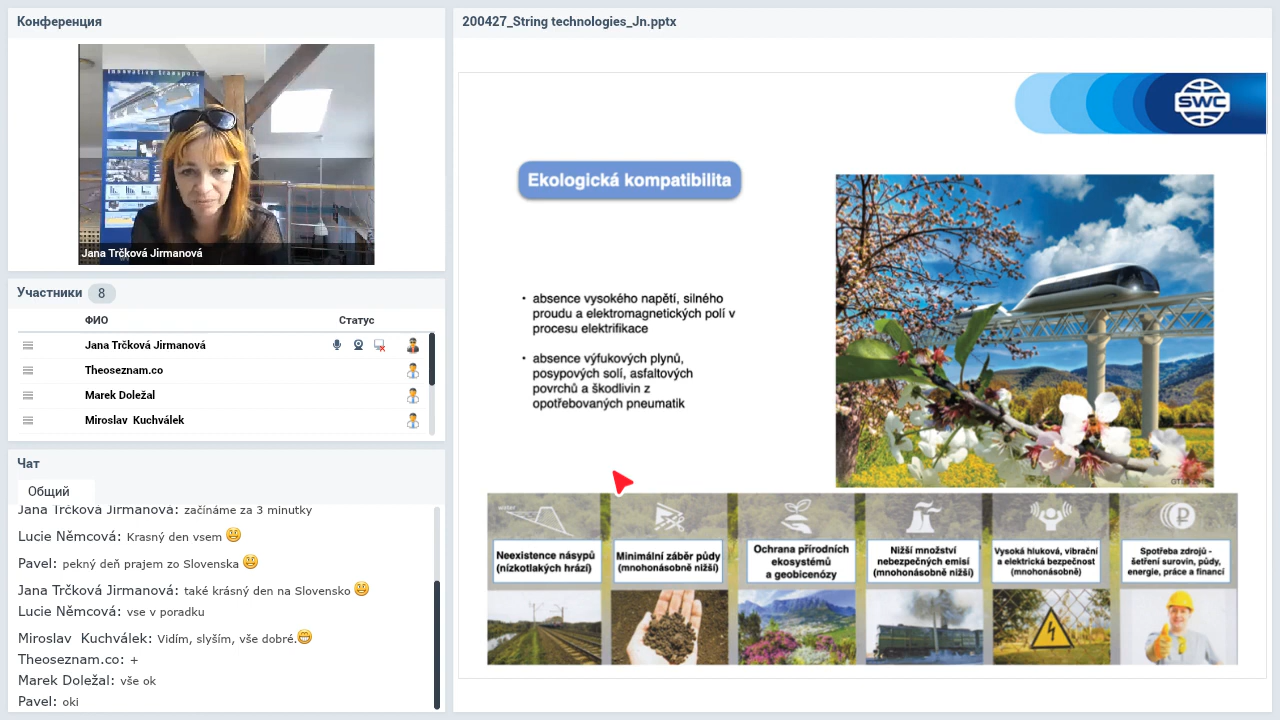 Конференция
Innovative transport
Jana Trčková Jirmanová
Участники 8
ФИО Статус
Jana Trčková Jirmanová
Theoseznam.co
Marek Doležal
Miroslav Kuchválek
Чат
Общий
Jana Trčková Jirmanová: začínáme za 3 minutky
Lucie Němcová: Krasný den vsem
Pavel: pekný deň prajem zo Slovenska
Jana Trčková Jirmanová: také krásný den na Slovensko
Lucie Němcová: vse v poradku
Miroslav Kuchválek: Vidím, slyším, vše dobré.
Theoseznam.co: +
Marek Doležal: vše ok
Pavel: oki
200427_String technologies_Jn.pptx
SWC
Ekologická kompatibilita
• absence vysokého napětí, silného
proudu a elektromagnetických polí v
procesu elektrifikace
• absence výfukových plynů,
posypových solí, asfaltových
povrchů a škodlivin z
opotřebovaných pneumatik
Neexistence násypů
(nízkotlakých hrází)
Minimální záběr půdy
(mnohonásobně nižší)
Ochrana přírodních
ekosystémů
a geobicenózy
Nižší množství
nebezpečných emisí
(mnohonásobně nižší)
Vysoká hluková, vibrační
a elektrická bezpečnost
(mnohonásobně)
Spotřeba zdrojů -
šetření surovin, půdy,
energie, práce a financí